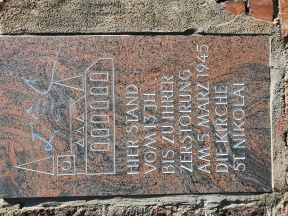 HIER STAND
VOM 13. JH.
BIS ZU IHRER
ZERSTÖRUNG
AM 5. MÄRZ 1945
DIE KIRCHE
ST. NIKOLAI